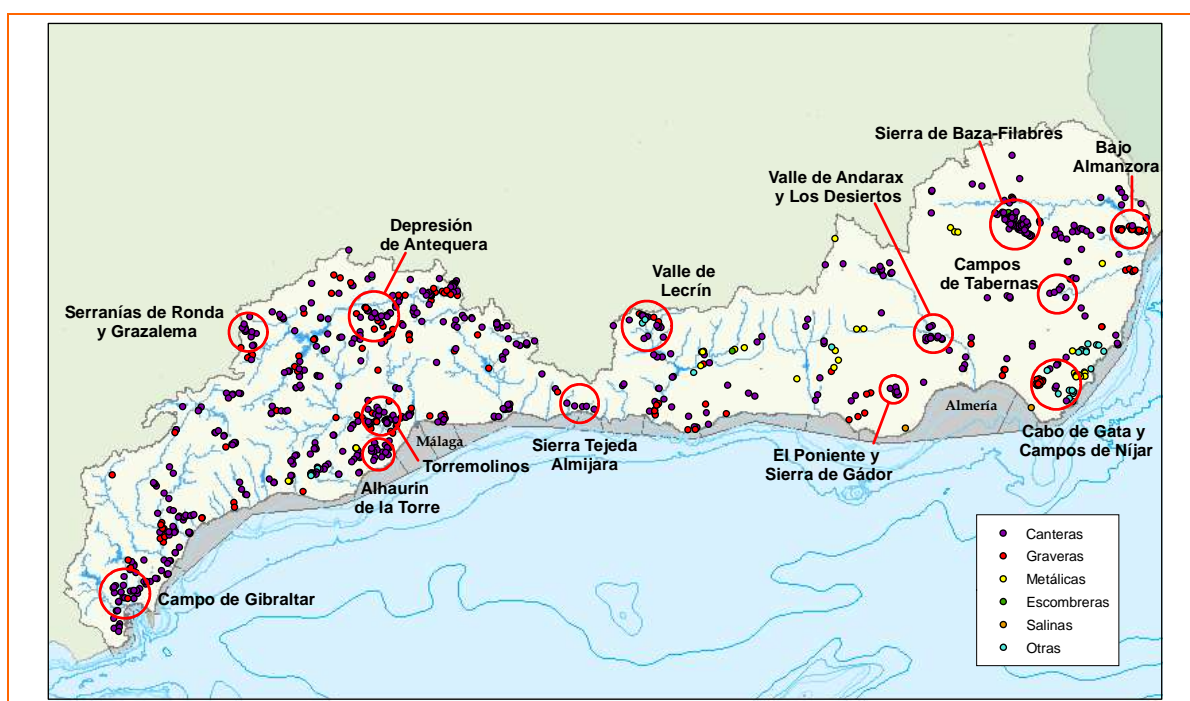 Sierra de Baza-Filabres
Bajo
Almanzora
Valle de Andarax
y Los Desiertos
Depresión
de Antequera
Valle de
Lecrín
Campos
de Tabernas
Serranías de Ronda
y Grazalema
Almería
Málaga
Torremolinos
Sierra Tejeda
Almijara
El Poniente y
Sierra de Gádor
Cabo de Gata y
Campos de Níjar
Alhaurin
de la Torre
Campo de Gibraltar
Canteras
Graveras
Metálicas
Escombreras
Salinas
Otras